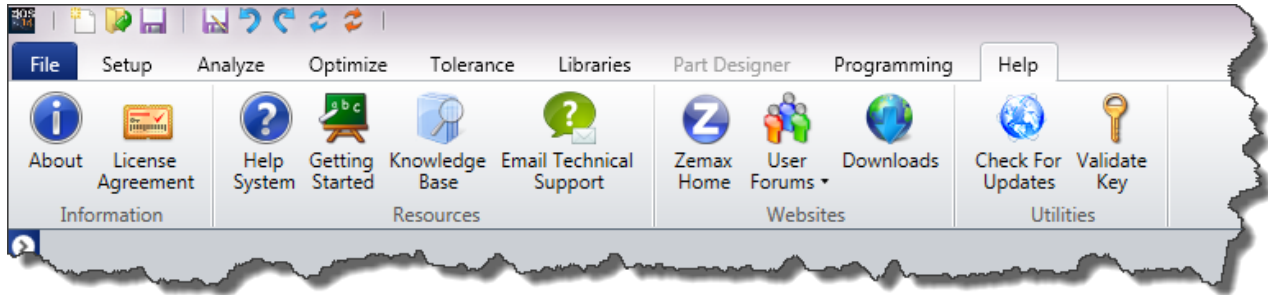 File Setup Analyze Optimize Tolerance Libraries Part Designer Programming Help
abc
About License Agreement Help System Getting Started Knowledge Base Email Technical Support Zemax Home User Forums Downloads Check For Updates Validate Key
Information Resources Websites Utilities